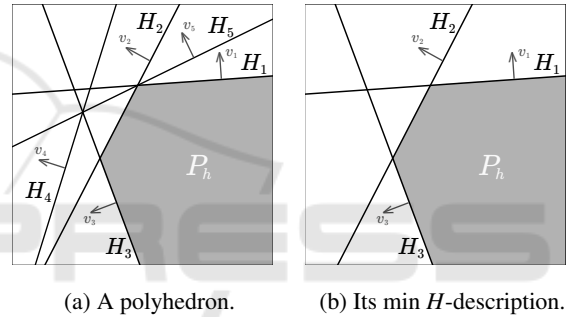 H₂
H₅
v₂
v₅
v₁
H₁
v₄
Pₕ
H₄
v₃
H₃
(a) A polyhedron.
H₂
v₂
v₁
H₁
Pₕ
v₃
H₃
(b) Its min H-description.